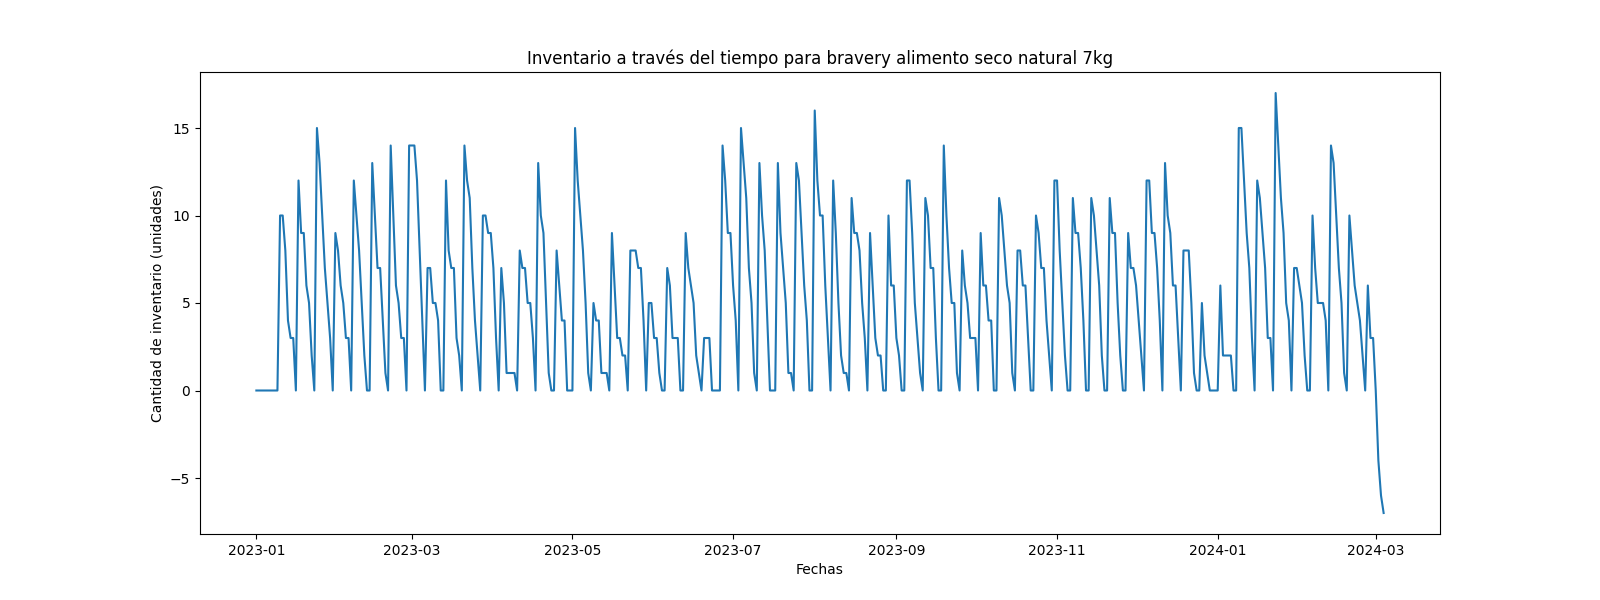 Inventario a través del tiempo para bravery alimento seco natural 7kg
Cantidad de inventario (unidades)
15
10
5
0
−5
2023-01 2023-03 2023-05 2023-07 2023-09 2023-11 2024-01 2024-03
Fechas